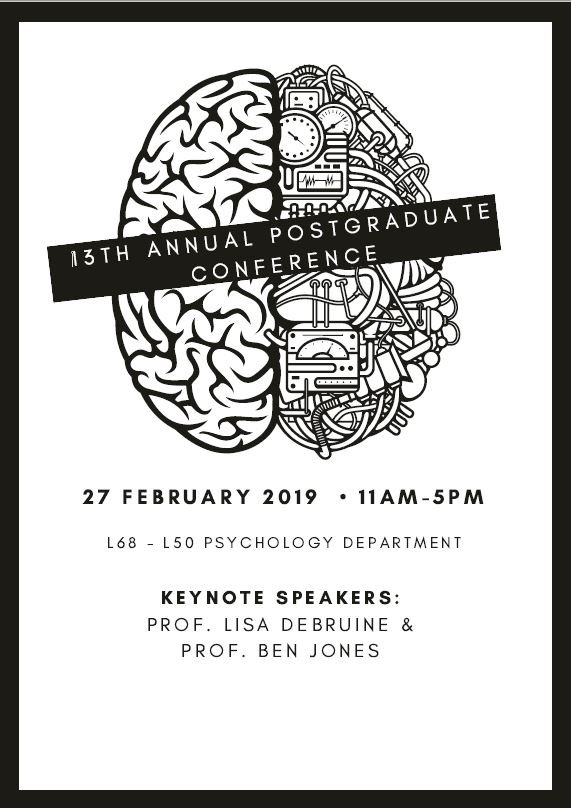 13TH ANNUAL POSTGRADUATE
CONFERENCE
27 FEBRUARY 2019 • 11AM-5PM
L68 - L50 PSYCHOLOGY DEPARTMENT
KEYNOTE SPEAKERS:
PROF. LISA DEBRUINE &
PROF. BEN JONES